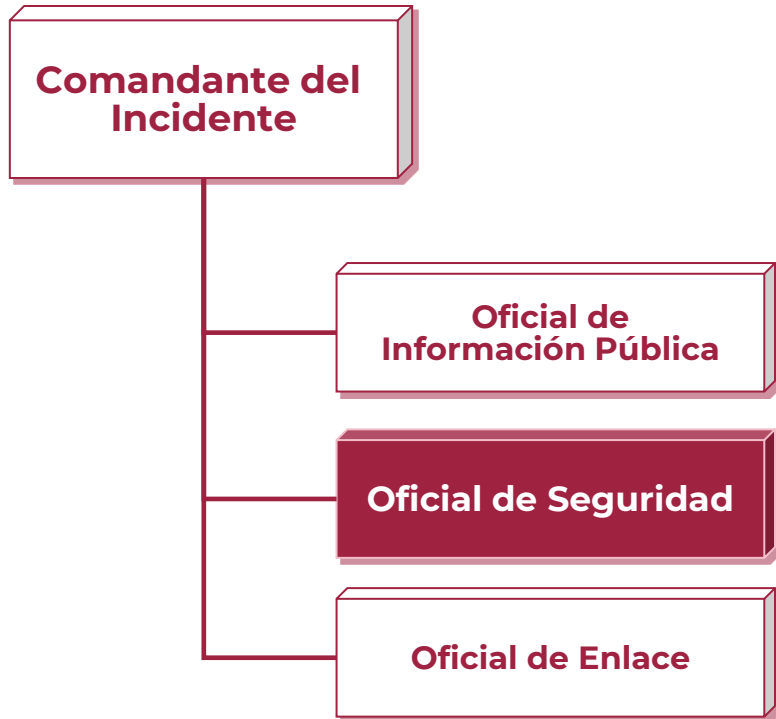 Comandante del
Incidente
Oficial de
Información Pública
Oficial de Seguridad
Oficial de Enlace